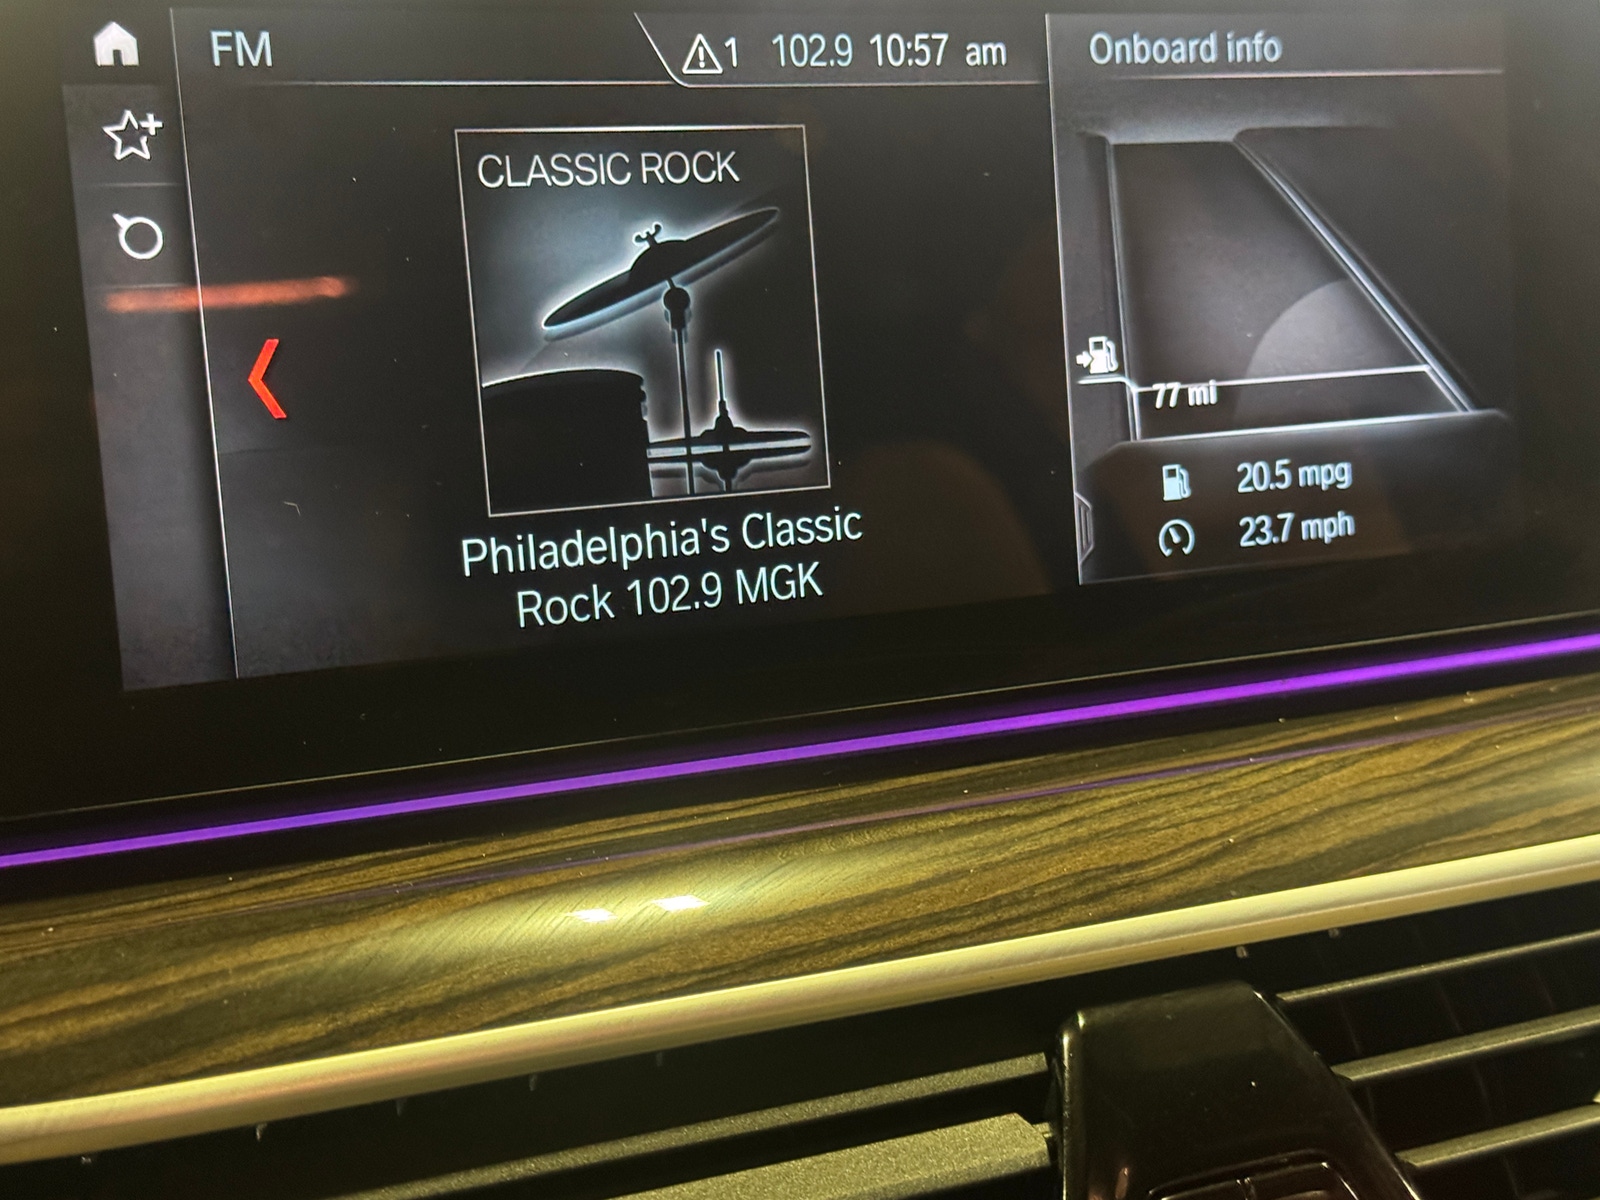 FM
1 102.9 10:57 am
Onboard info
CLASSIC ROCK
Philadelphia's Classic
Rock 102.9 MGK
77 mi
20.5 mpg
23.7 mph